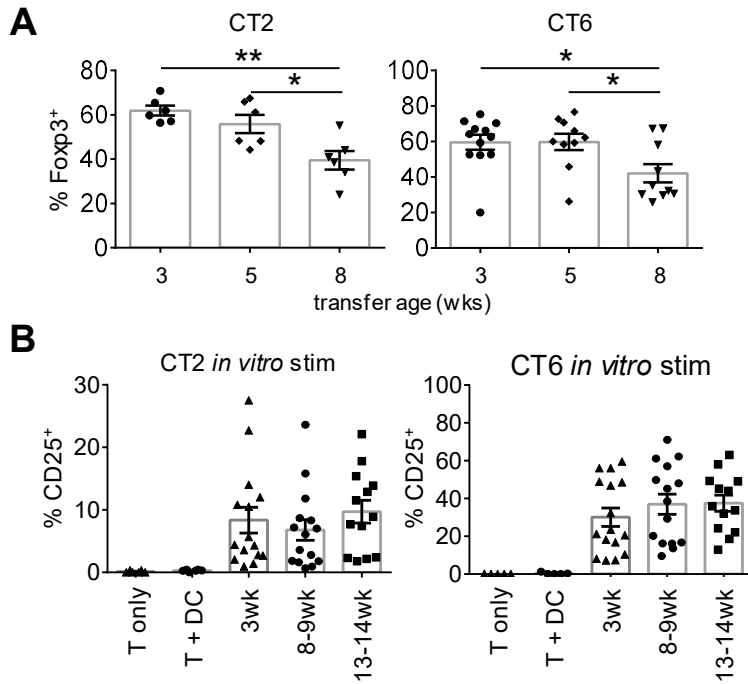 A
CT2
CT6
** 
*
*
*
% Foxp3+
80
60
40
20
0
100
80
60
40
20
0
3
5
8
3
5
8
transfer age (wks)
B
CT2 in vitro stim
CT6 in vitro stim
% CD25+
30
20
10
0
% CD25+
100
80
60
40
20
0
T only
T + DC
3wk
8-9wk
13-14wk
T only
T + DC
3wk
8-9wk
13-14wk